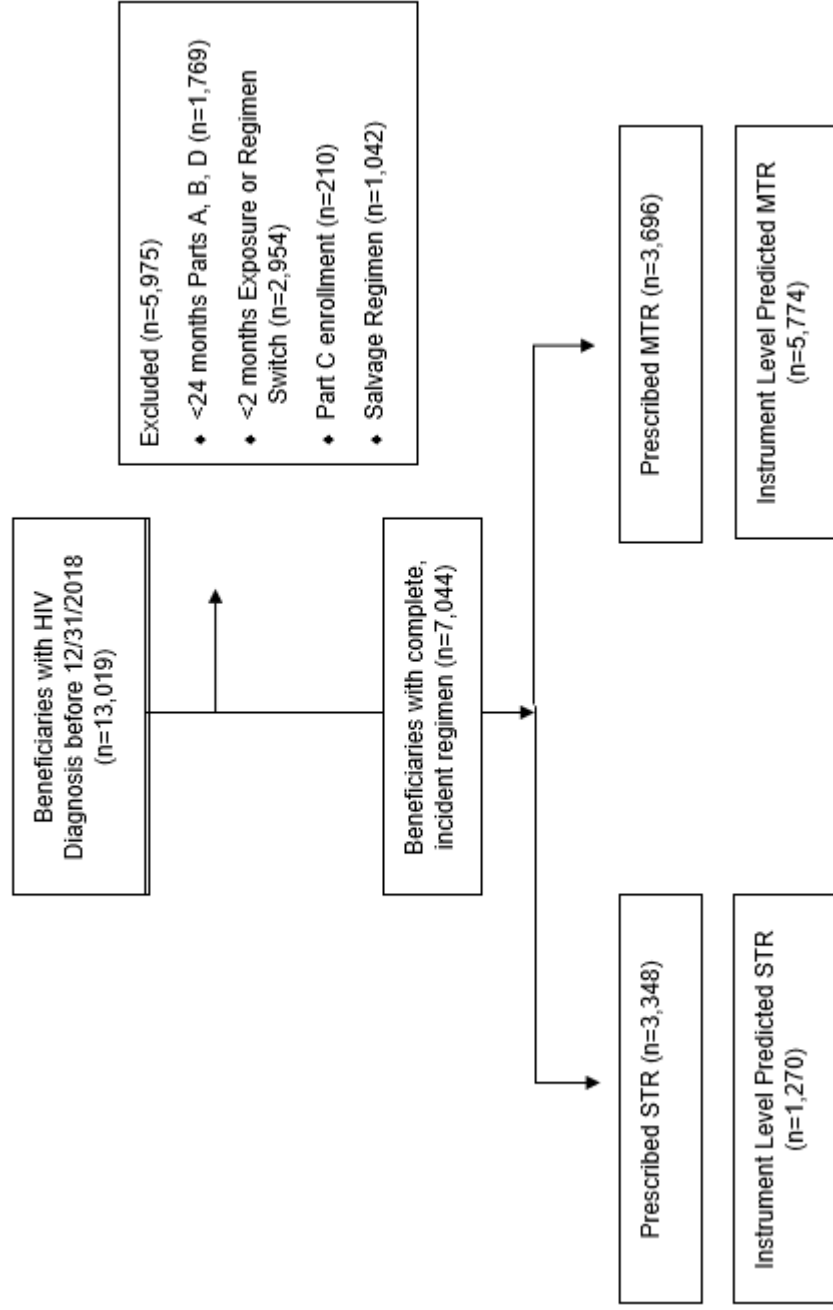 Beneficiaries with HIV
Diagnosis before 12/31/2018
(n=13,019)
Excluded (n=5,975)
♦ <24 months Parts A, B, D (n=1,769)
♦ <2 months Exposure or Regimen
Switch (n=2,954)
♦ Part C enrollment (n=210)
♦ Salvage Regimen (n=1,042)
Beneficiaries with complete,
incident regimen (n=7,044)
Prescribed STR (n=3,348)
Instrument Level Predicted STR
(n=1,270)
Prescribed MTR (n=3,696)
Instrument Level Predicted MTR
(n=5,774)